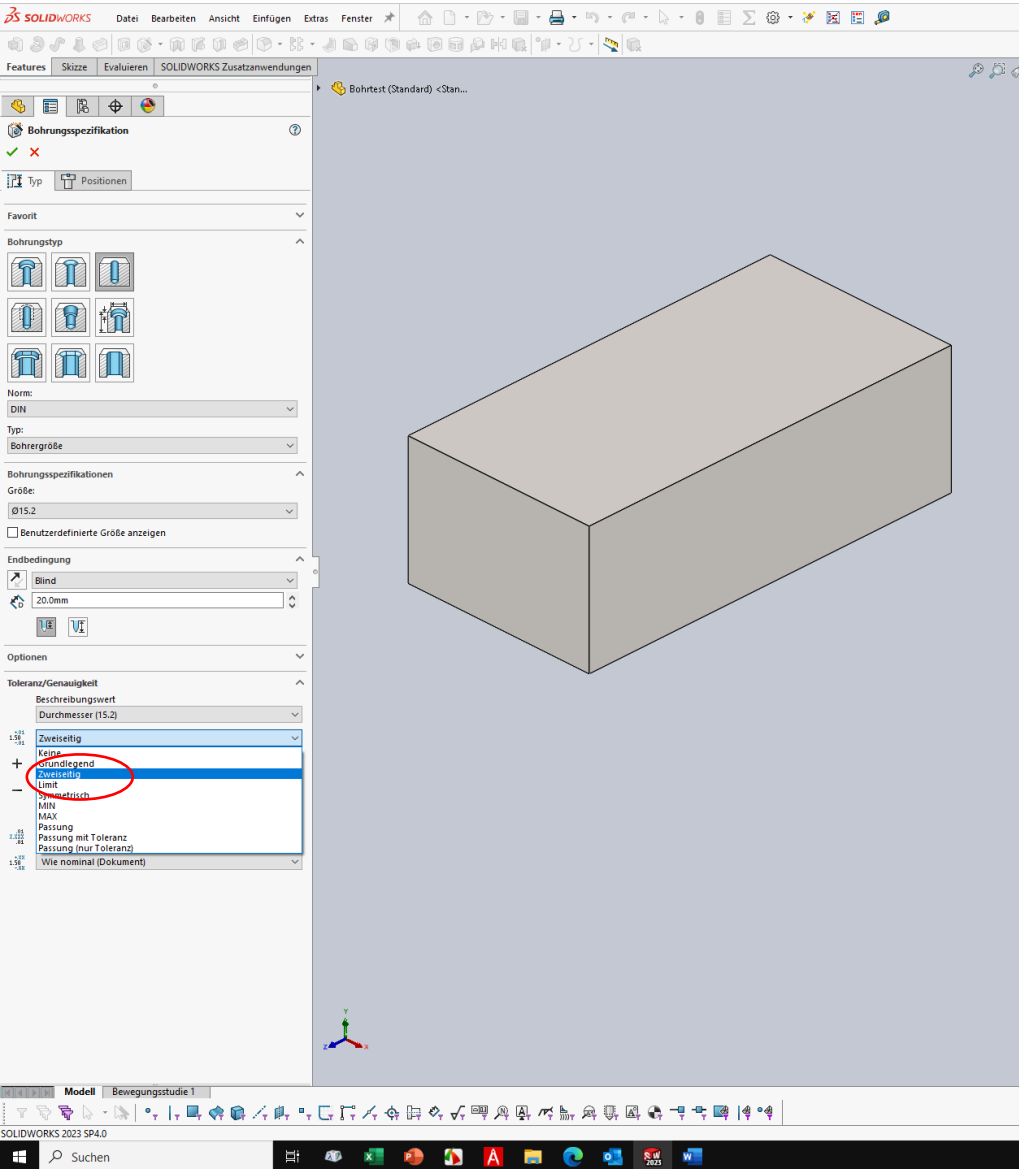 SOLIDWORKS Datei Bearbeiten Ansicht Einfügen Extras Fenster
Features Skizze Evaluieren SOLIDWORKS Zusatzanwendungen
Bohrtest (Standard) <Stan...
Bohrungsspezifikation
Typ Positionen
Favorit
Bohrungstyp
Norm:
DIN
Typ:
Bohrergröße
Bohrungsspezifikationen
Größe:
Ø15.2
Benutzerdefinierte Größe anzeigen
Endbedingung
Blind
20.0mm
Optionen
Toleranz/Genauigkeit
Beschreibungswert
Durchmesser (15.2)
Zweiseitig
Keine
Grundlegend
Zweiseitig
Limit
Symmetrisch
MIN
MAX
Passung
Passung mit Toleranz
Passung (nur Toleranz)
Wie nominal (Dokument)
Y
Z X
Modell Bewegungsstudie 1
SOLIDWORKS 2023 SP4.0
Suchen